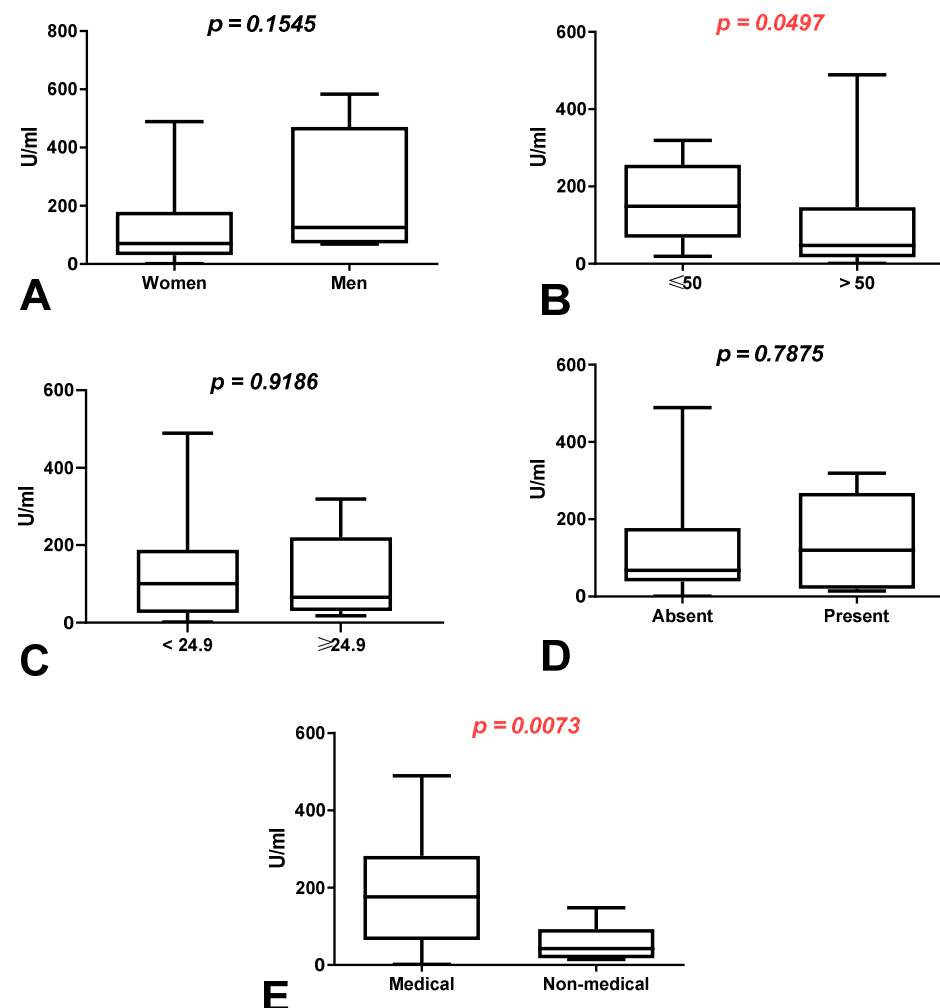 p = 0.1545
800
600
400
200
0
U/ml
Women Men
A
p = 0.0497
600
400
200
0
U/ml
≤50 > 50
B
p = 0.9186
600
400
200
0
U/ml
< 24.9 ≥24.9
C
p = 0.7875
600
400
200
0
U/ml
Absent Present
D
p = 0.0073
600
400
200
0
U/ml
Medical Non-medical
E